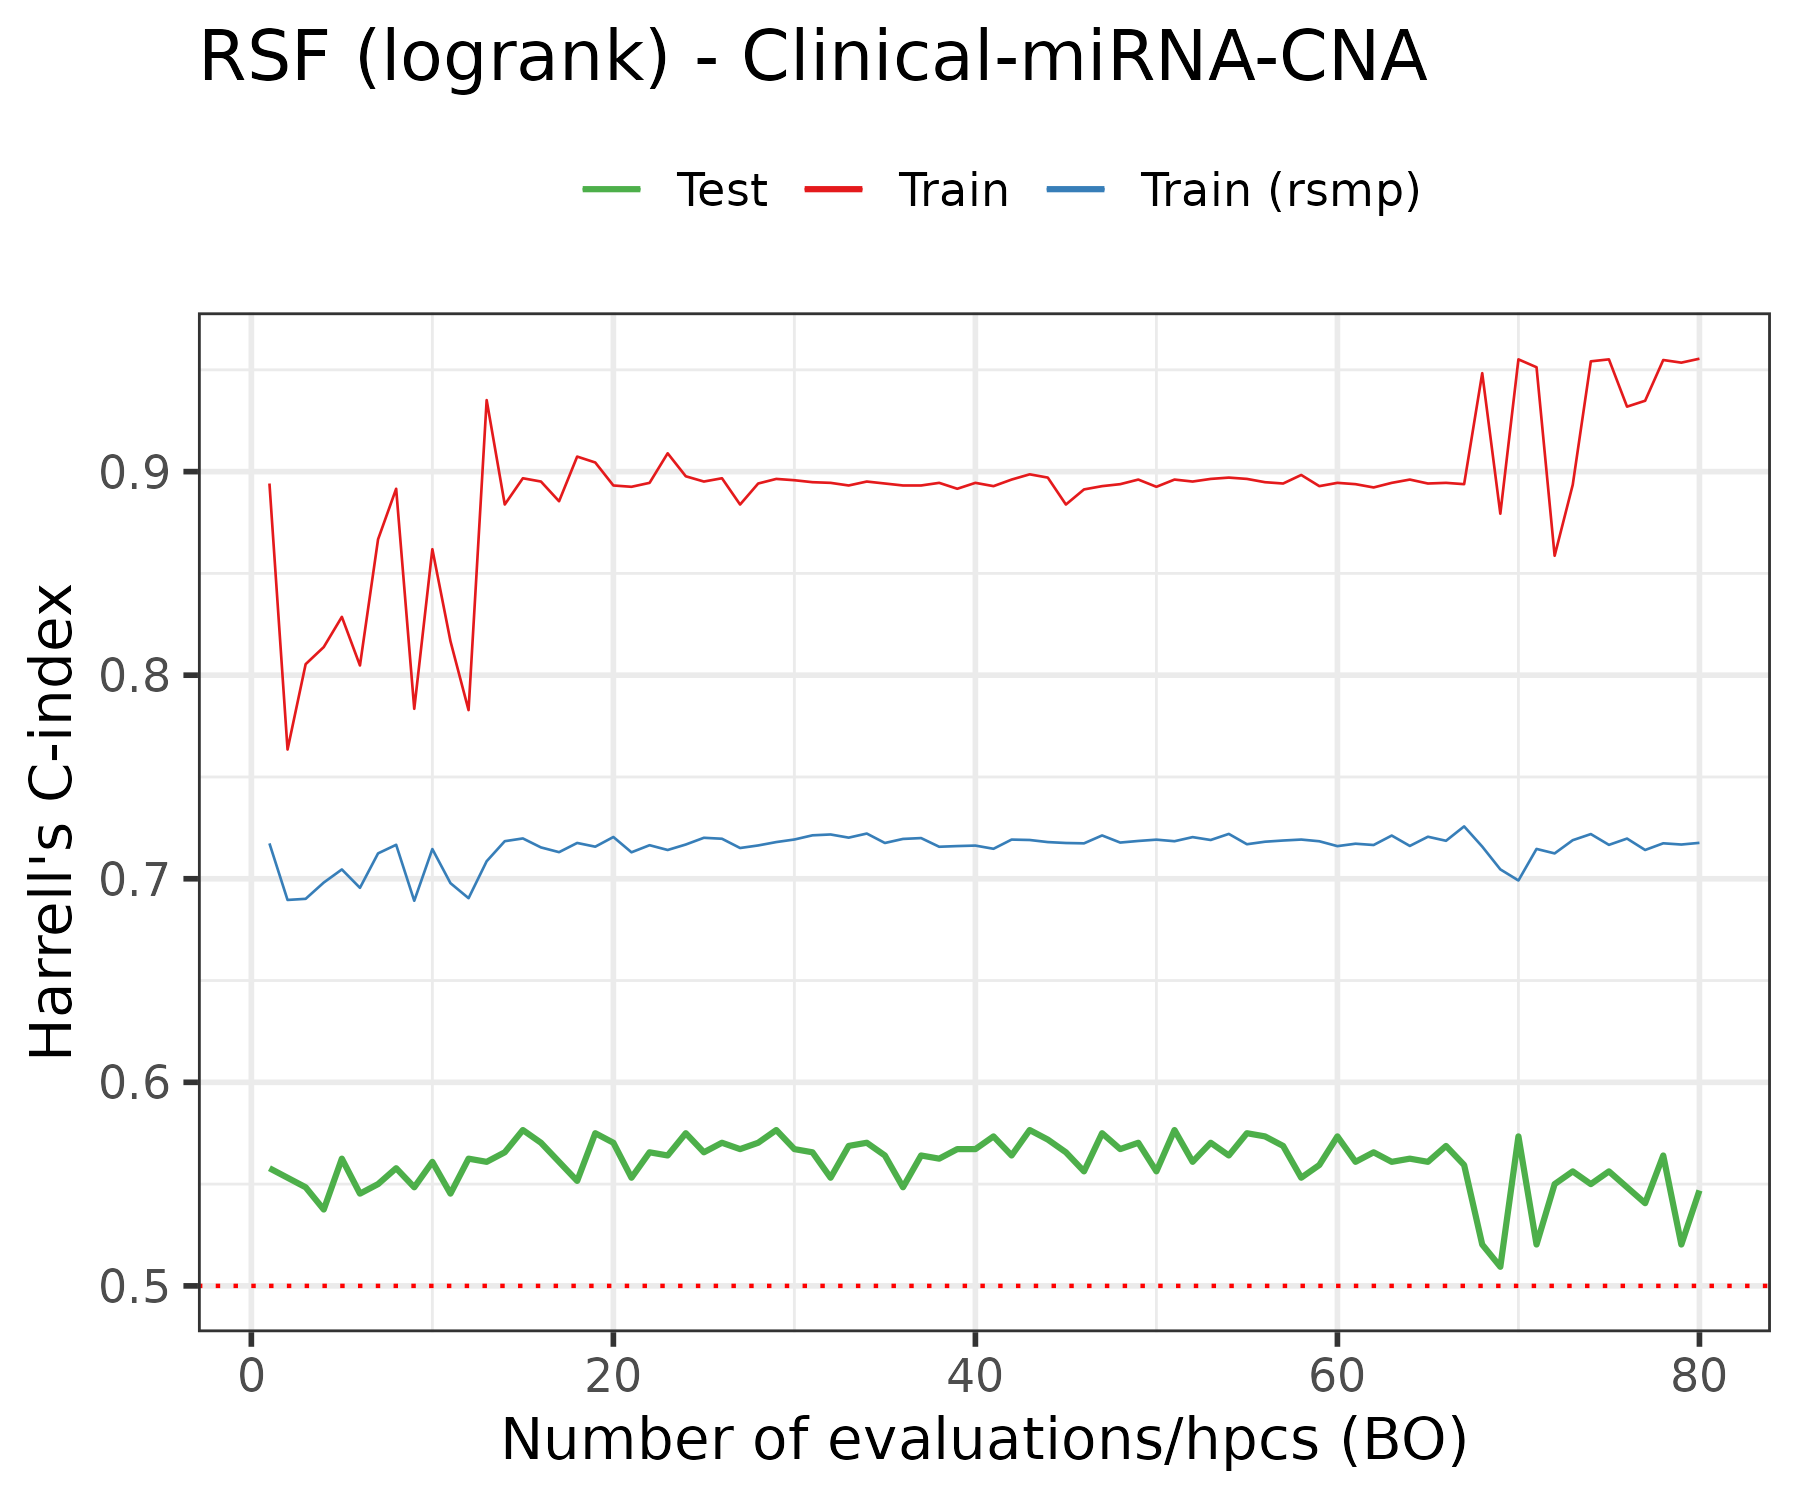 RSF (logrank) - Clinical-miRNA-CNA
Test Train Train (rsmp)
Harrell's C-index
0.9
0.8
0.7
0.6
0.5
0 20 40 60 80
Number of evaluations/hpcs (BO)